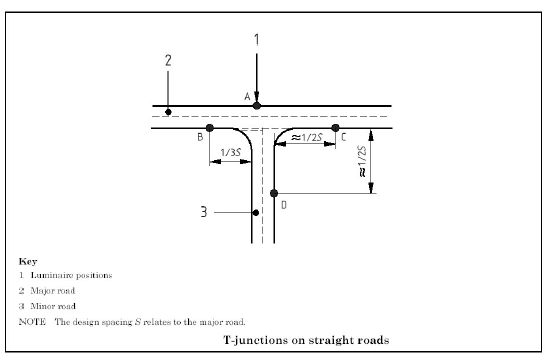 1
2
A
B
≈1/2S
C
1/3S
≈1/2S
D
3
Key
1 Luminaire positions
2 Major road
3 Minor road
NOTE The design spacing S relates to the major road.
T-junctions on straight roads